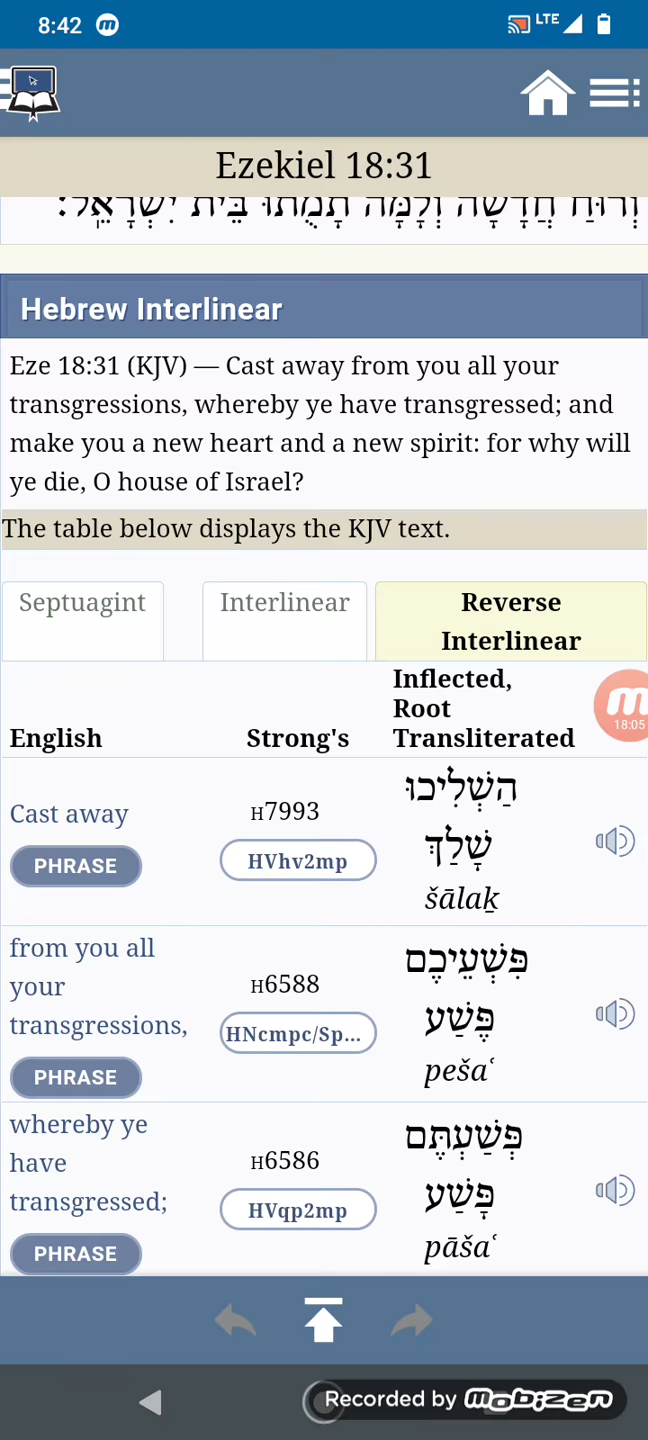 8:42
LTE
Ezekiel 18:31
וְרוּחַ חֲדָשָׁה וְלָמָּה תָמֻתוּ בֵּית יִשְׂרָאֵל׃
Hebrew Interlinear
Eze 18:31 (KJV) — Cast away from you all your
transgressions, whereby ye have transgressed; and
make you a new heart and a new spirit: for why will
ye die, O house of Israel?
The table below displays the KJV text.
Septuagint
Interlinear
Reverse
Interlinear
English
Strong's
Inflected,
Root
Transliterated
18:05
Cast away
PHRASE
H7993
HVhv2mp
הַשְׁלִיכוּ
שָׁלַךְ
šālaḵ
from you all
your
transgressions,
PHRASE
H6588
HNcmpc/Sp...
פִּשְׁעֵיכֶם
פֶּשַׁע
pešaʿ
whereby ye
have
transgressed;
PHRASE
H6586
HVqp2mp
פְּשַׁעְתֶּם
פָּשַׁע
pāšaʿ
Recorded by mobizen